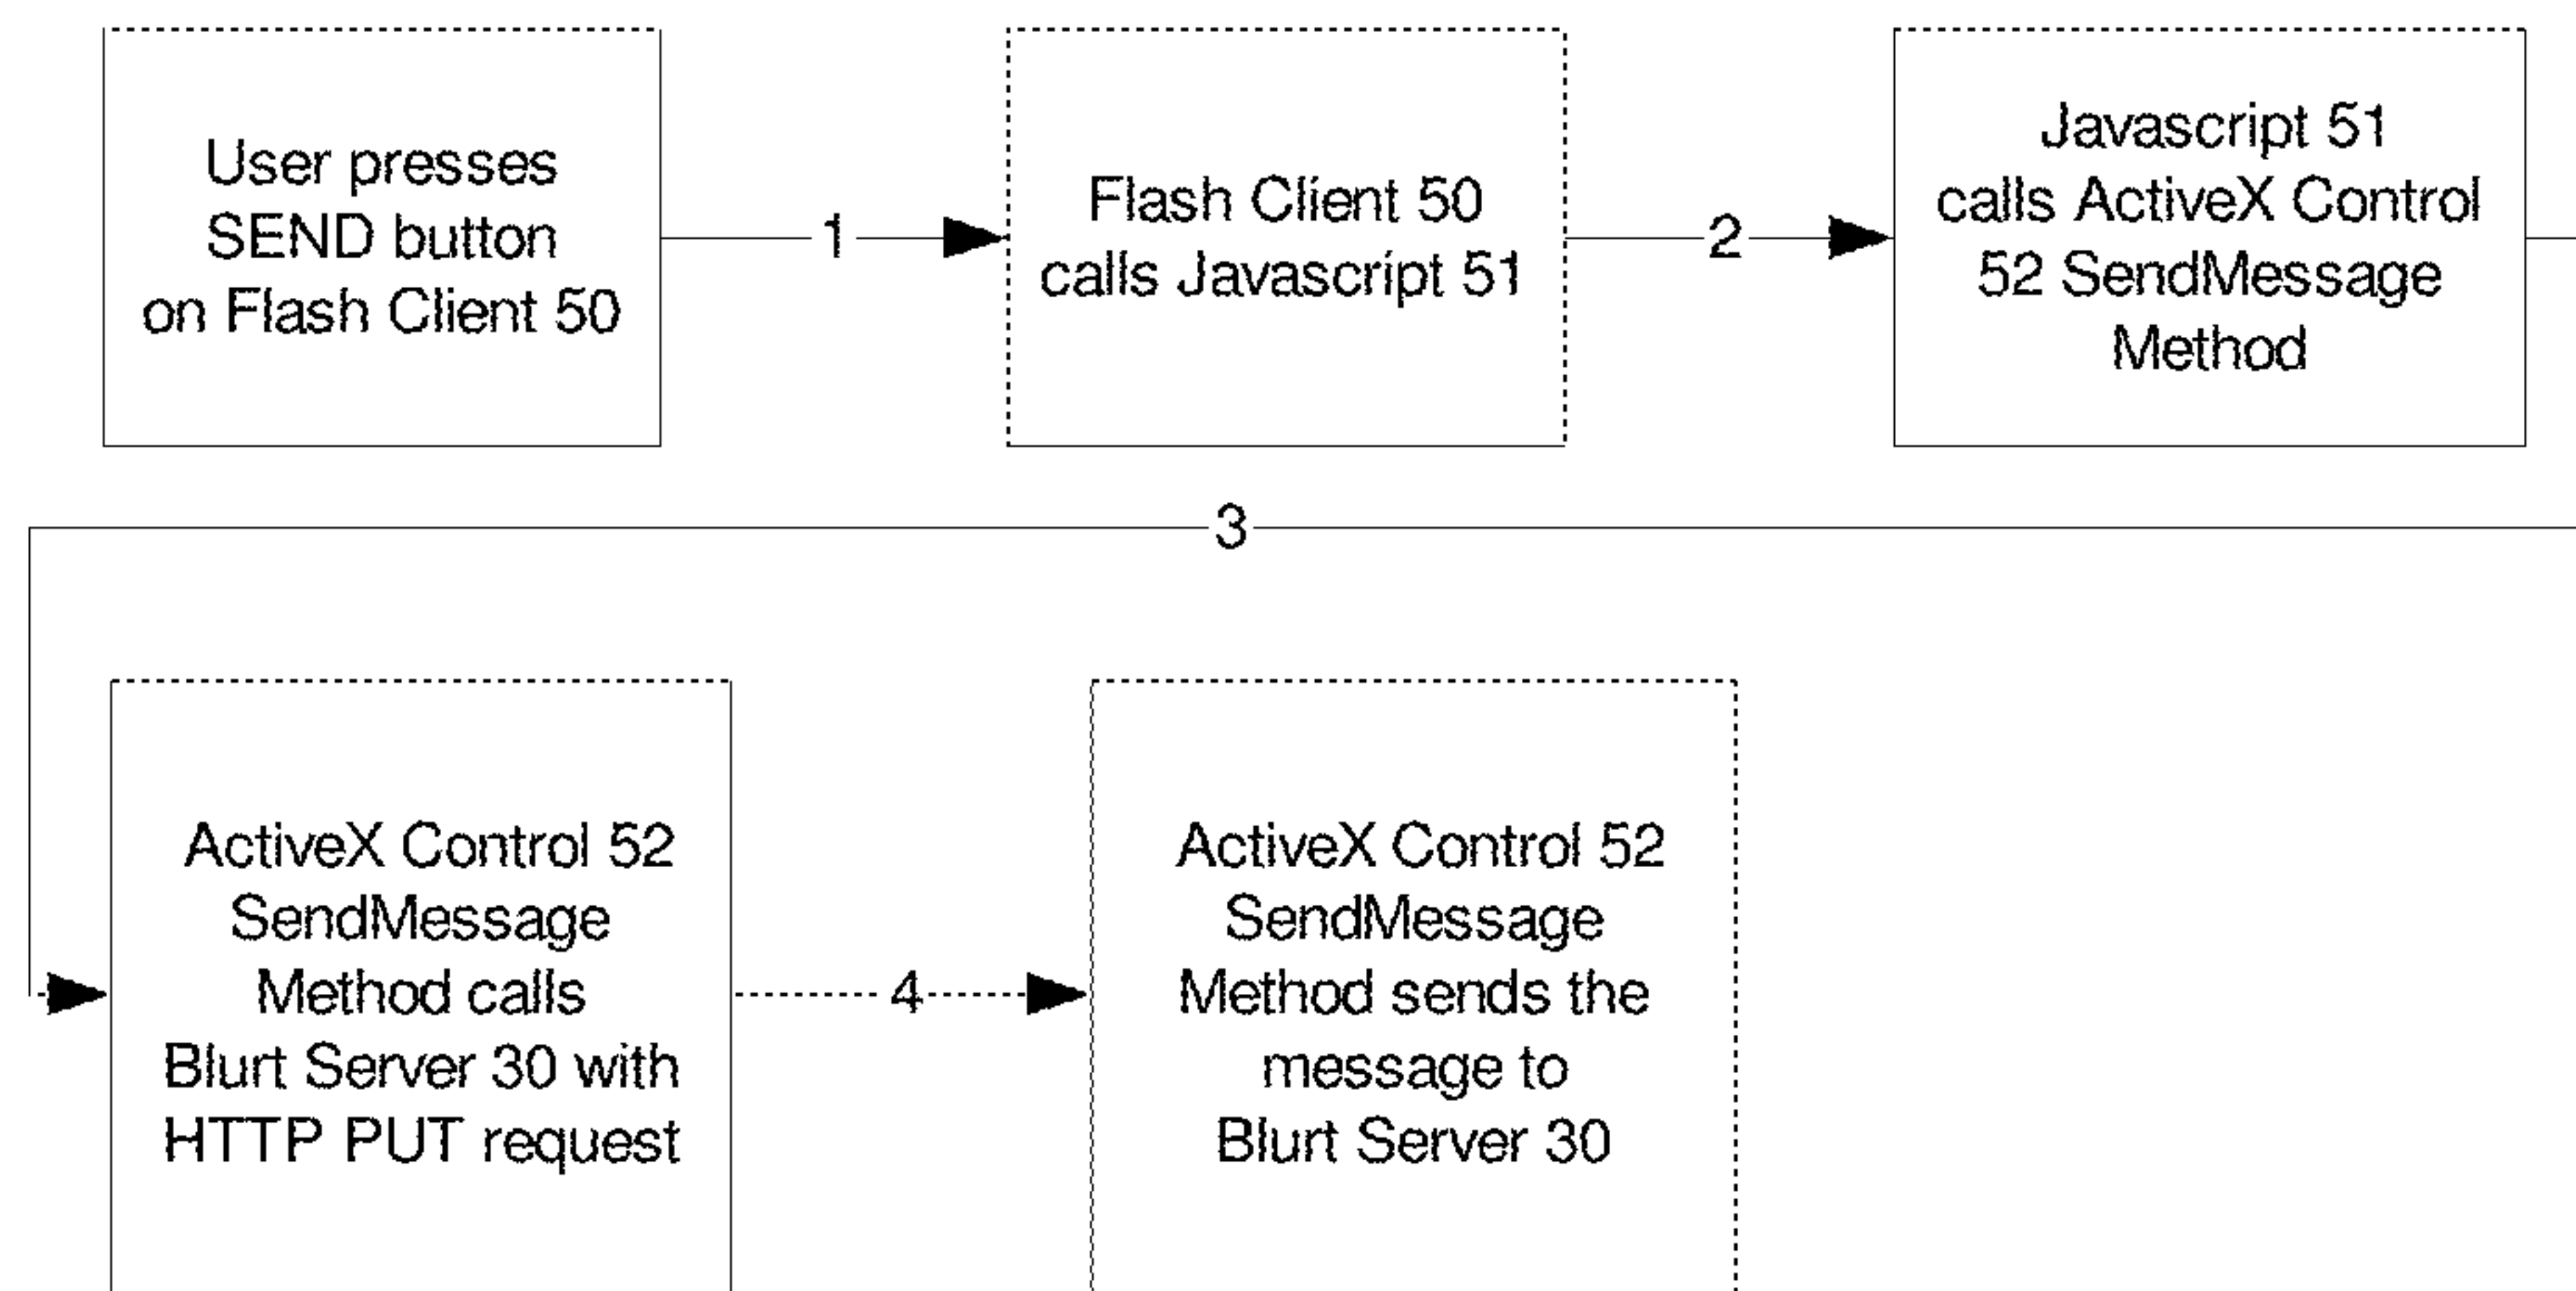 User presses
SEND button
on Flash Client 50
1
Flash Client 50
calls Javascript 51
2
Javascript 51
calls ActiveX Control
52 SendMessage
Method
3
ActiveX Control 52
SendMessage
Method calls
Blurt Server 30 with
HTTP PUT request
4
ActiveX Control 52
SendMessage
Method sends the
message to
Blurt Server 30